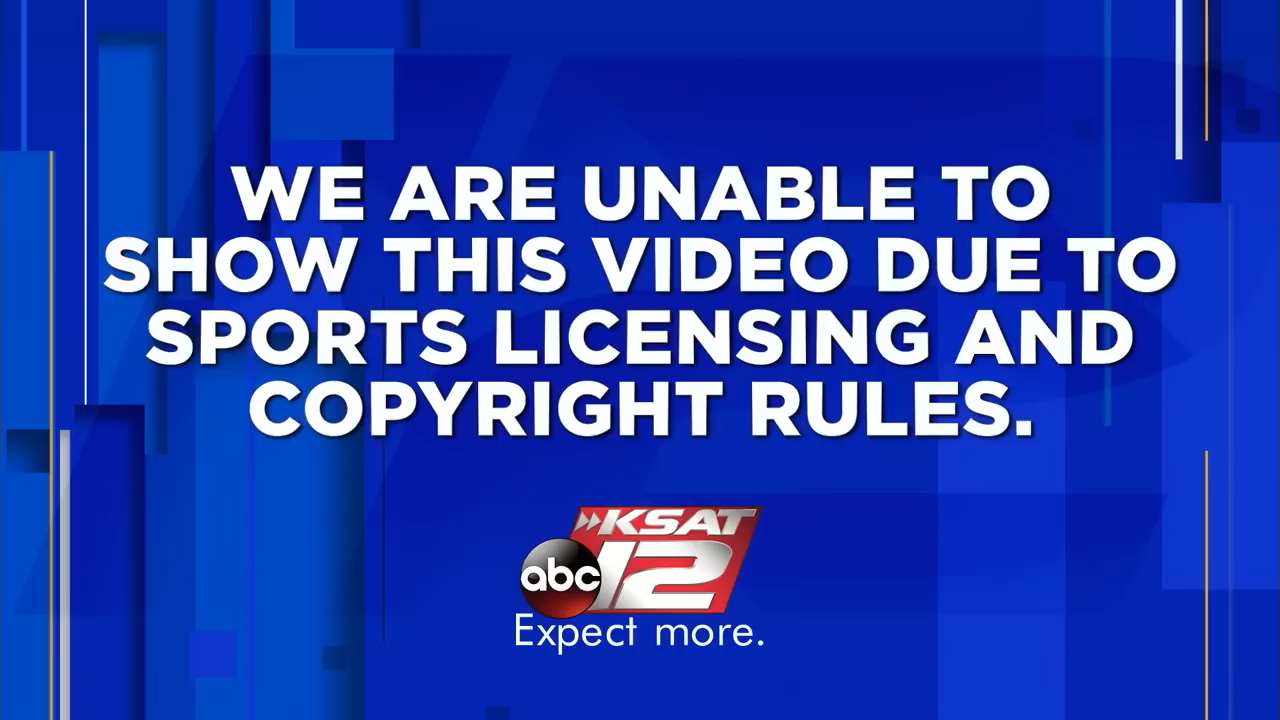 WE ARE UNABLE TO
SHOW THIS VIDEO DUE TO
SPORTS LICENSING AND
COPYRIGHT RULES.
KSAT
abc 12
Expect more.